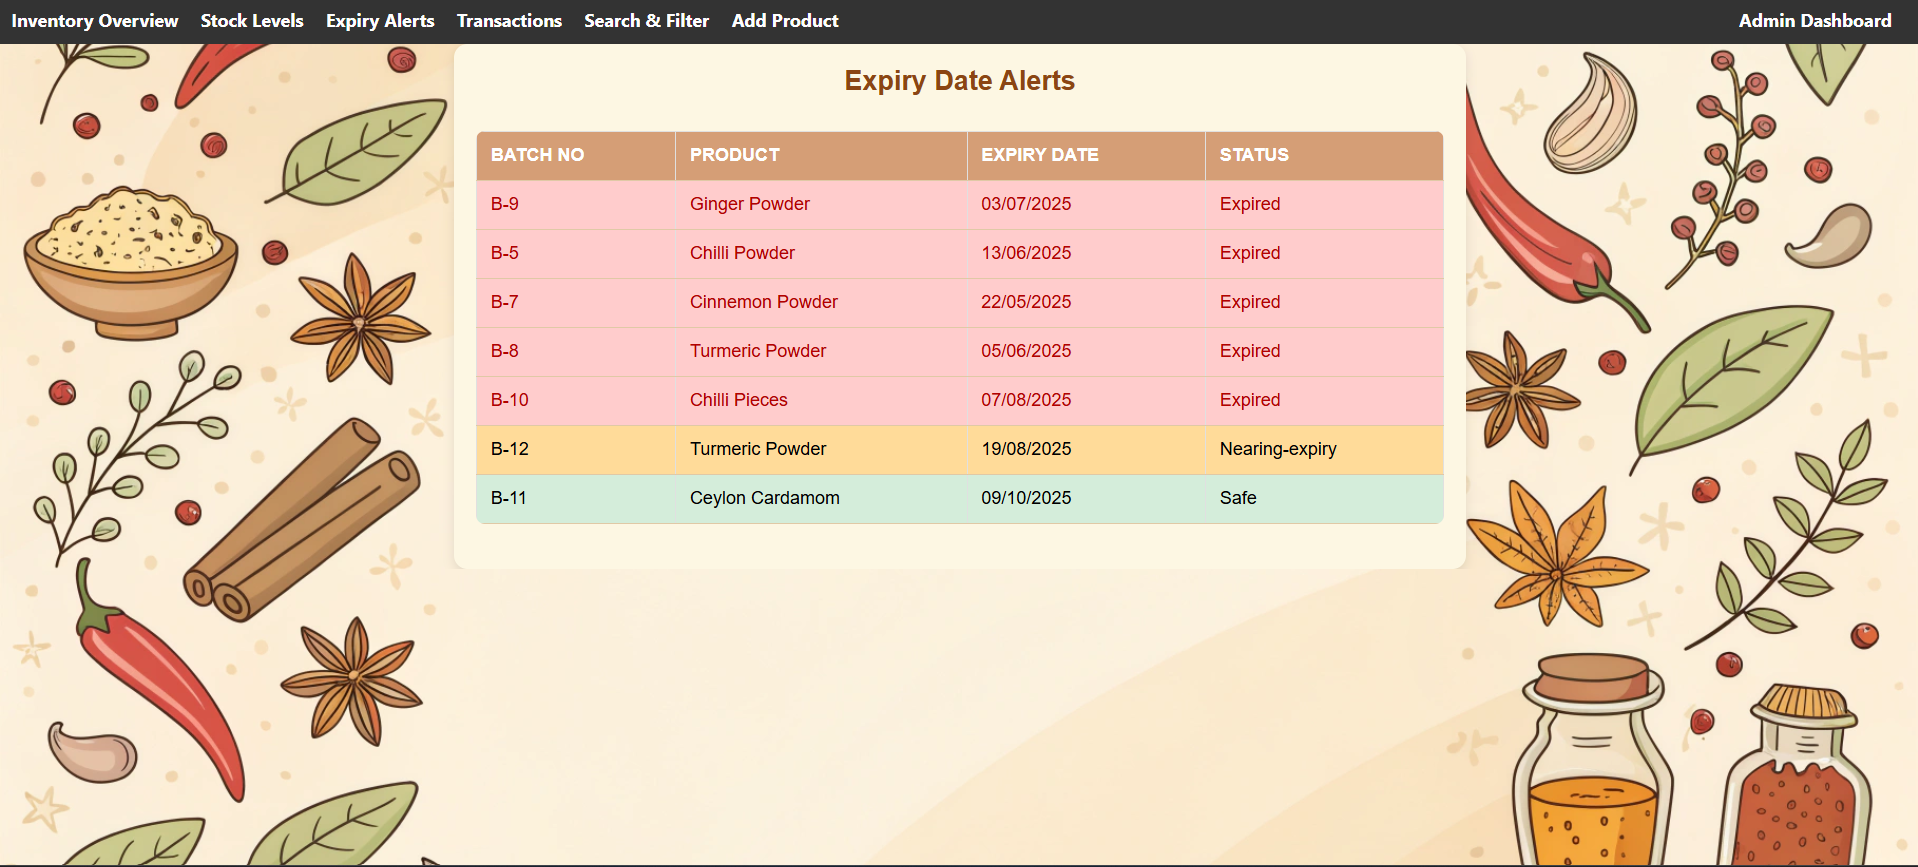 Inventory Overview Stock Levels Expiry Alerts Transactions Search & Filter Add Product Admin Dashboard
Expiry Date Alerts
BATCH NO PRODUCT EXPIRY DATE STATUS
B-9 Ginger Powder 03/07/2025 Expired
B-5 Chilli Powder 13/06/2025 Expired
B-7 Cinnemon Powder 22/05/2025 Expired
B-8 Turmeric Powder 05/06/2025 Expired
B-10 Chilli Pieces 07/08/2025 Expired
B-12 Turmeric Powder 19/08/2025 Nearing-expiry
B-11 Ceylon Cardamom 09/10/2025 Safe